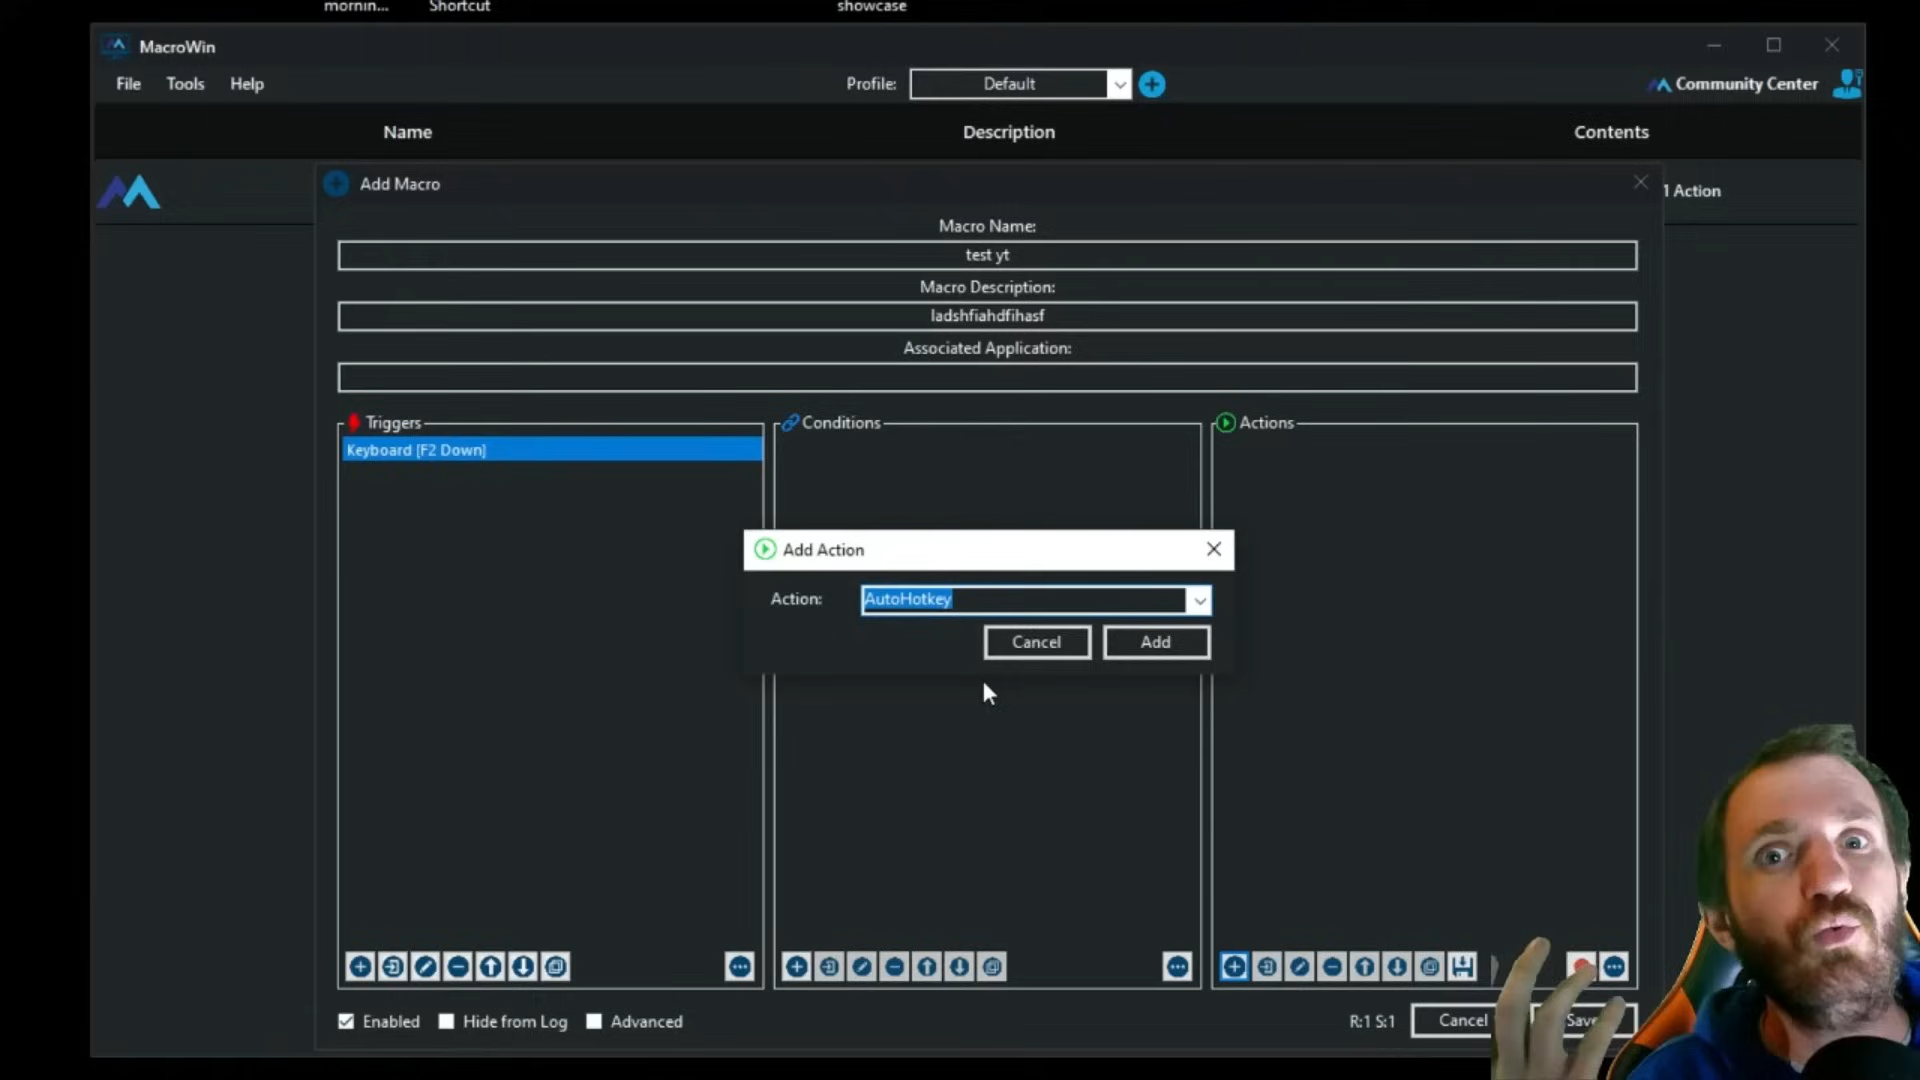 mornin... Shortcut showcase
MacroWin
File Tools Help Profile: Default Community Center
Name Description Contents
Add Macro 1 Action
Macro Name:
test yt
Macro Description:
ladshfiahdfihasf
Associated Application:
Triggers Conditions Actions
Keyboard [F2 Down]
Add Action
Action: AutoHotkey
Cancel Add
Enabled Hide from Log Advanced R:1 S:1 Cancel Save